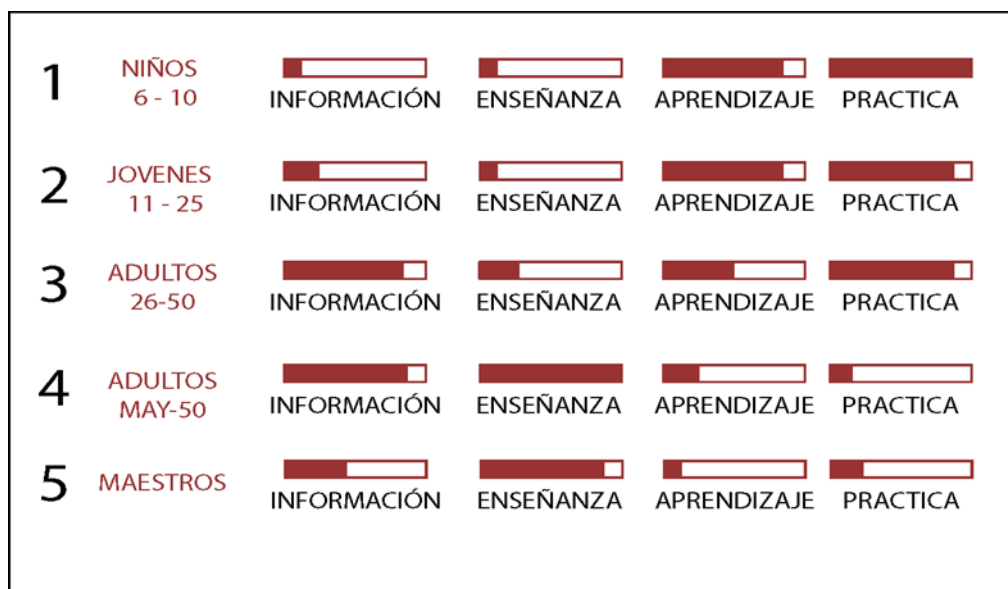 1 NIÑOS
6 - 10
INFORMACIÓN ENSEÑANZA APRENDIZAJE PRACTICA
2 JOVENES
11 - 25
INFORMACIÓN ENSEÑANZA APRENDIZAJE PRACTICA
3 ADULTOS
26-50
INFORMACIÓN ENSEÑANZA APRENDIZAJE PRACTICA
4 ADULTOS
MAY-50
INFORMACIÓN ENSEÑANZA APRENDIZAJE PRACTICA
5 MAESTROS
INFORMACIÓN ENSEÑANZA APRENDIZAJE PRACTICA